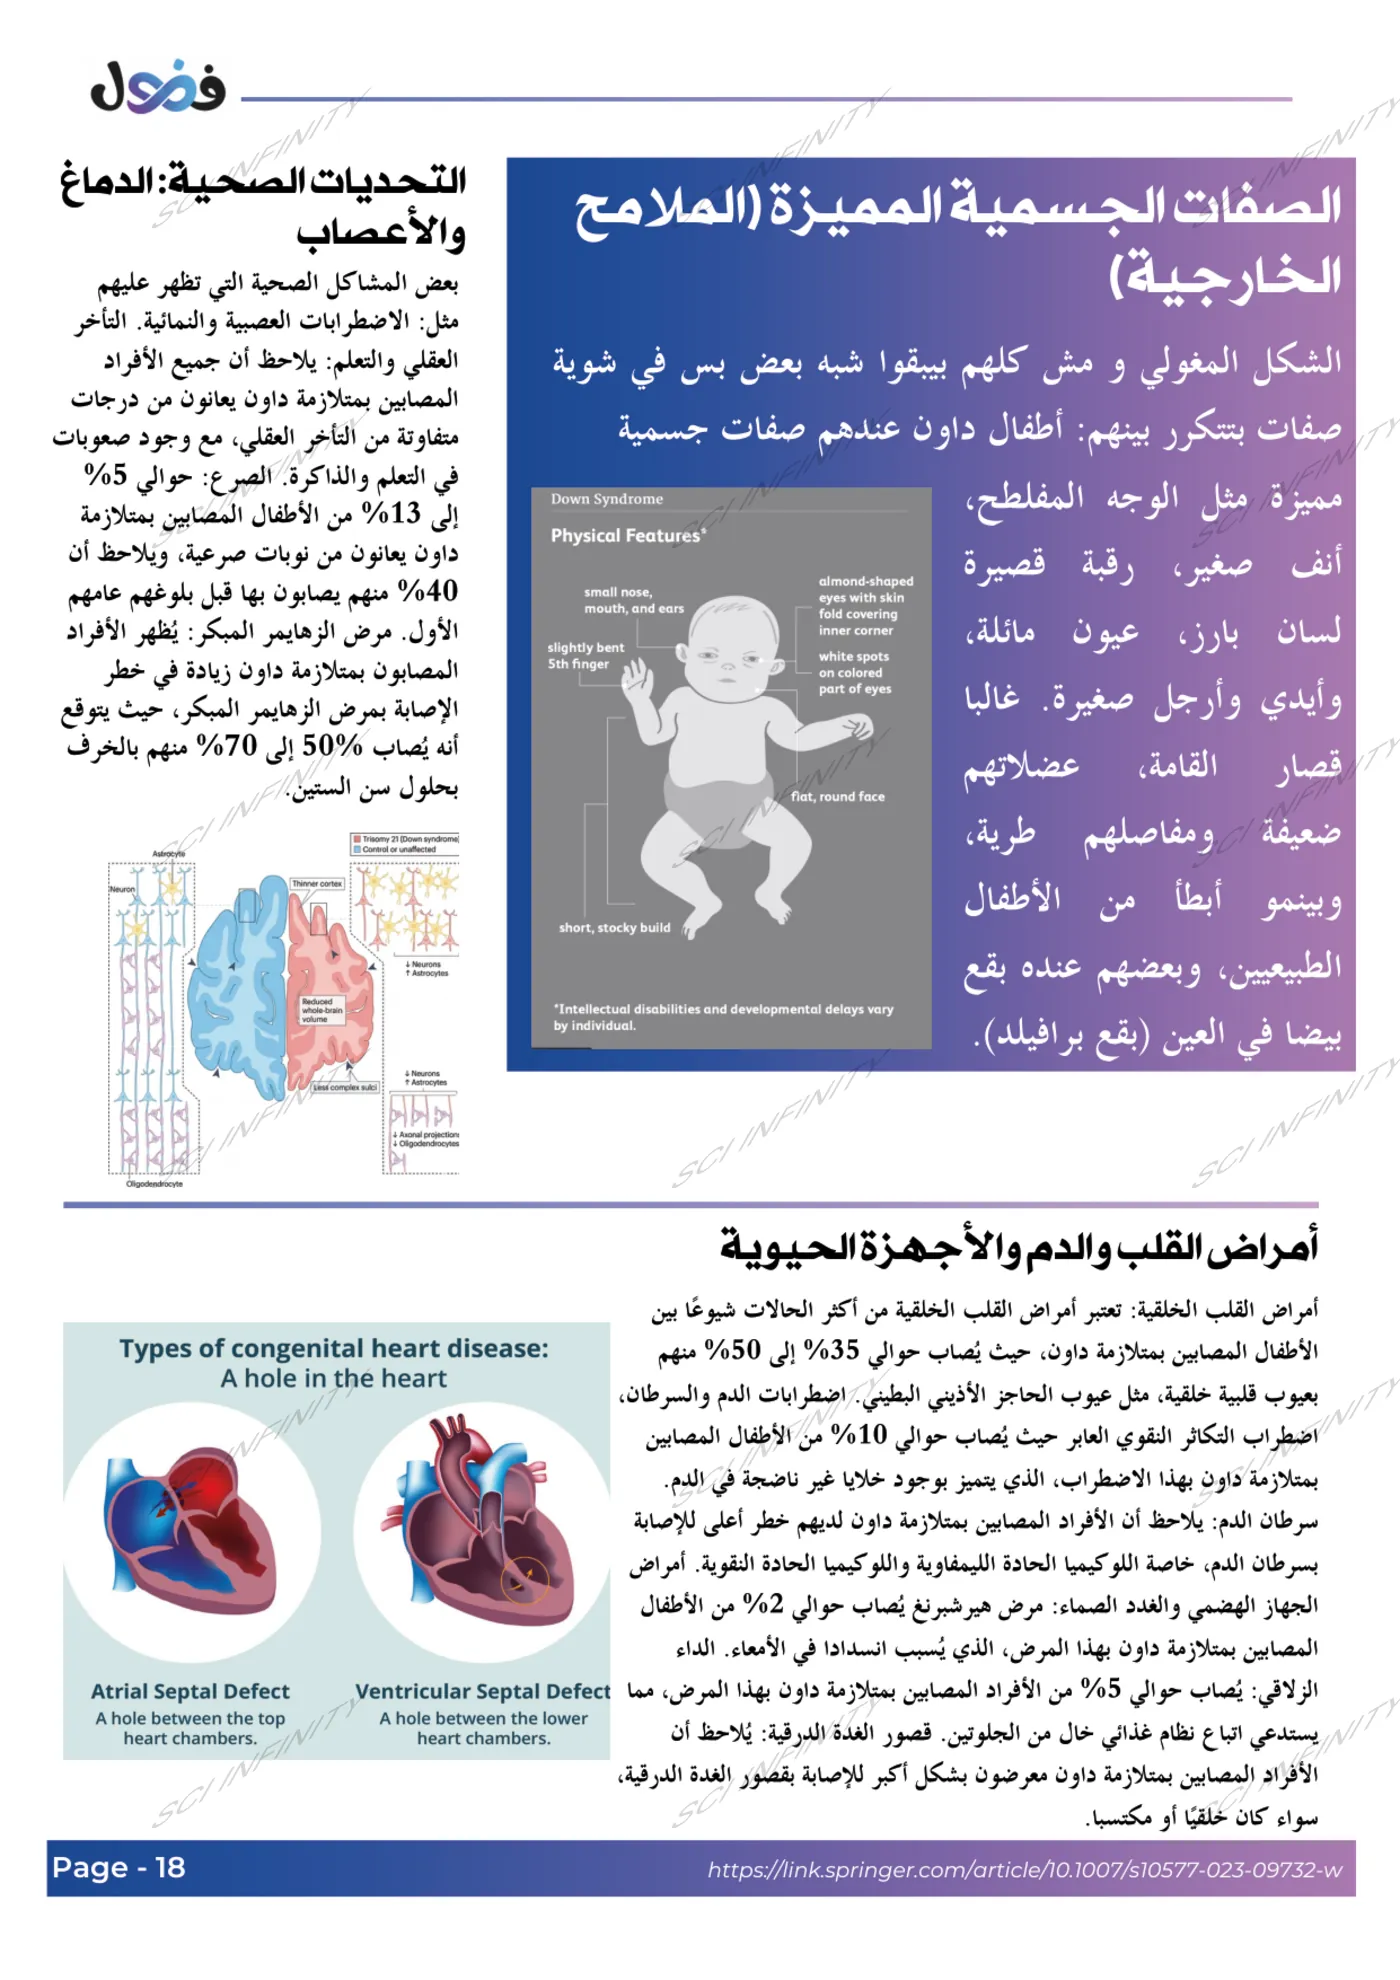 فضول
الصفات الجسمية المميزة (الملامح
الخارجية)
الشكل المغولي و مش كلهم بيبقوا شبه بعض بس في شوية
صفات بتتكرر بينهم: أطفال داون عندهم صفات جسمية
مميزة مثل الوجه المفلطح،
أنف صغير، رقبة قصيرة
لسان بارز، عيون مائلة،
وأيدي وأرجل صغيرة. غالبا
قصار القامة، عضلاتهم
ضعيفة ومفاصلهم طرية،
وبينمو أبطأ من الأطفال
الطبيعيين، وبعضهم عنده بقع
بيضا في العين (بقع برافيلد).
Down Syndrome
Physical Features*
small nose,
mouth, and ears
almond-shaped
eyes with skin
fold covering
inner corner
slightly bent
5th finger
white spots
on colored
part of eyes
flat, round face
short, stocky build
*Intellectual disabilities and developmental delays vary
by individual.
التحديات الصحية: الدماغ
والأعصاب
بعض المشاكل الصحية التي تظهر عليهم
مثل: الاضطرابات العصبية والنمائية. التأخر
العقلي والتعلم: يلاحظ أن جميع الأفراد
المصابين بمتلازمة داون يعانون من درجات
متفاوتة من التأخر العقلي، مع وجود صعوبات
في التعلم والذاكرة. الصرع: حوالي 5%
إلى 13% من الأطفال المصابين بمتلازمة
داون يعانون من نوبات صرعية، ويلاحظ أن
40% منهم يصابون بها قبل بلوغهم عامهم
الأول. مرض الزهايمر المبكر: يُظهر الأفراد
المصابون بمتلازمة داون زيادة في خطر
الإصابة بمرض الزهايمر المبكر، حيث يتوقع
أنه يُصاب 50% إلى 70% منهم بالخرف
بحلول سن الستين.
Trisomy 21 (Down syndrome)
Control or unaffected
Astrocyte
Neuron
Thinner cortex
↓ Neurons
↑ Astrocytes
Reduced
whole-brain
volume
Less complex sulci
↓ Neurons
↑ Astrocytes
↓ Axonal projection
↓ Oligodendrocytes
Oligodendrocyte
أمراض القلب والدم والأجهزة الحيوية
أمراض القلب الخلقية: تعتبر أمراض القلب الخلقية من أكثر الحالات شيوعًا بين
الأطفال المصابين بمتلازمة داون، حيث يُصاب حوالي 35% إلى 50% منهم
بعيوب قلبية خلقية، مثل عيوب الحاجز الأذيني البطيني. اضطرابات الدم والسرطان،
اضطراب التكاثر النقوي العابر حيث يُصاب حوالي 10% من الأطفال المصابين
بمتلازمة داون بهذا الاضطراب، الذي يتميز بوجود خلايا غير ناضجة في الدم.
سرطان الدم: يلاحظ أن الأفراد المصابين بمتلازمة داون لديهم خطر أعلى للإصابة
بسرطان الدم، خاصة اللوكيميا الحادة الليمفاوية واللوكيميا الحادة النقوية. أمراض
الجهاز الهضمي والغدد الصماء: مرض هيرشبرنغ يُصاب حوالي 2% من الأطفال
المصابين بمتلازمة داون بهذا المرض، الذي يُسبب انسدادا في الأمعاء. الداء
الزلاقي: يُصاب حوالي 5% من الأفراد المصابين بمتلازمة داون بهذا المرض، مما
يستدعي اتباع نظام غذائي خال من الجلوتين. قصور الغدة الدرقية: يُلاحظ أن
الأفراد المصابين بمتلازمة داون معرضون بشكل أكبر للإصابة بقصور الغدة الدرقية،
سواء كان خلقيًا أو مكتسبا.
Types of congenital heart disease:
A hole in the heart
Atrial Septal Defect
A hole between the top
heart chambers.
Ventricular Septal Defect
A hole between the lower
heart chambers.
Page - 18
https://link.springer.com/article/10.1007/s10577-023-09732-w
SCI INFINITY